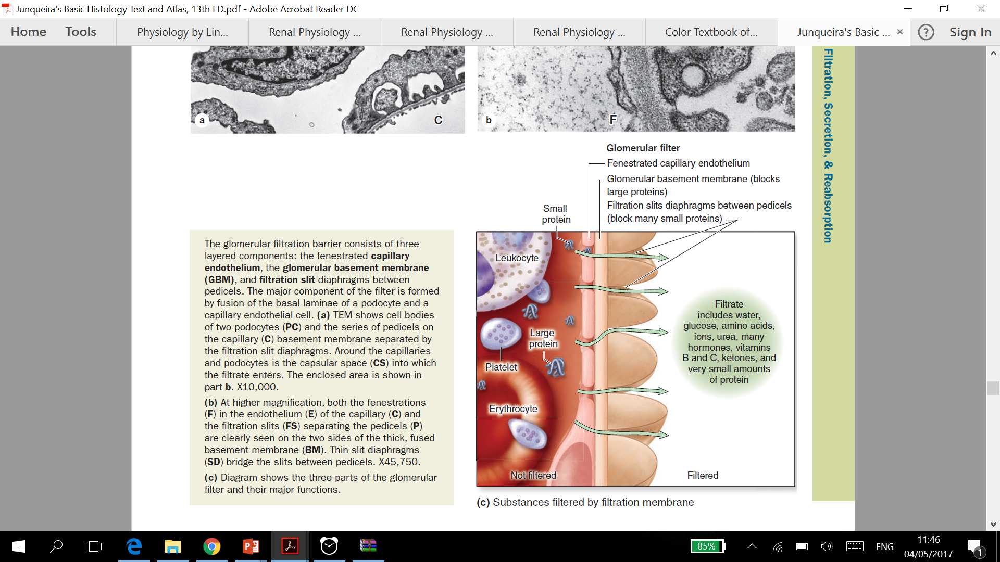 Junqueira's Basic Histology Text and Atlas, 13th ED.pdf - Adobe Acrobat Reader DC
Home
Tools
Physiology by Lin...
Renal Physiology ...
Renal Physiology ...
Renal Physiology ...
Color Textbook of...
Junqueira's Basic ...
×
?
Sign In
a
C
b
F
Filtration, Secretion, & Reabsorption
Glomerular filter
Fenestrated capillary endothelium
Glomerular basement membrane (blocks
large proteins)
Filtration slits diaphragms between pedicels
(block many small proteins)
Small
protein
Leukocyte
Large
protein
Platelet
Erythrocyte
Not filtered
Filtrate
includes water,
glucose, amino acids,
ions, urea, many
hormones, vitamins
B and C, ketones, and
very small amounts
of protein
Filtered
(c) Substances filtered by filtration membrane
The glomerular filtration barrier consists of three
layered components: the fenestrated capillary
endothelium, the glomerular basement membrane
(GBM), and filtration slit diaphragms between
pedicels. The major component of the filter is formed
by fusion of the basal laminae of a podocyte and a
capillary endothelial cell. (a) TEM shows cell bodies
of two podocytes (PC) and the series of pedicels on
the capillary (C) basement membrane separated by
the filtration slit diaphragms. Around the capillaries
and podocytes is the capsular space (CS) into which
the filtrate enters. The enclosed area is shown in
part b. X10,000.
(b) At higher magnification, both the fenestrations
(F) in the endothelium (E) of the capillary (C) and
the filtration slits (FS) separating the pedicels (P)
are clearly seen on the two sides of the thick, fused
basement membrane (BM). Thin slit diaphragms
(SD) bridge the slits between pedicels. X45,750.
(c) Diagram shows the three parts of the glomerular
filter and their major functions.
85%
ENG
11:46
04/05/2017
1